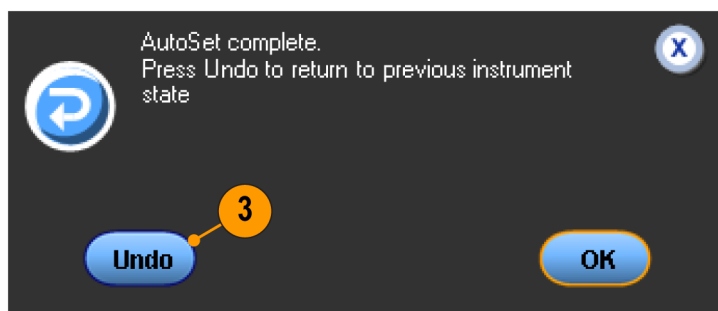 AutoSet complete.
Press Undo to return to previous instrument
state
X
3
Undo
OK